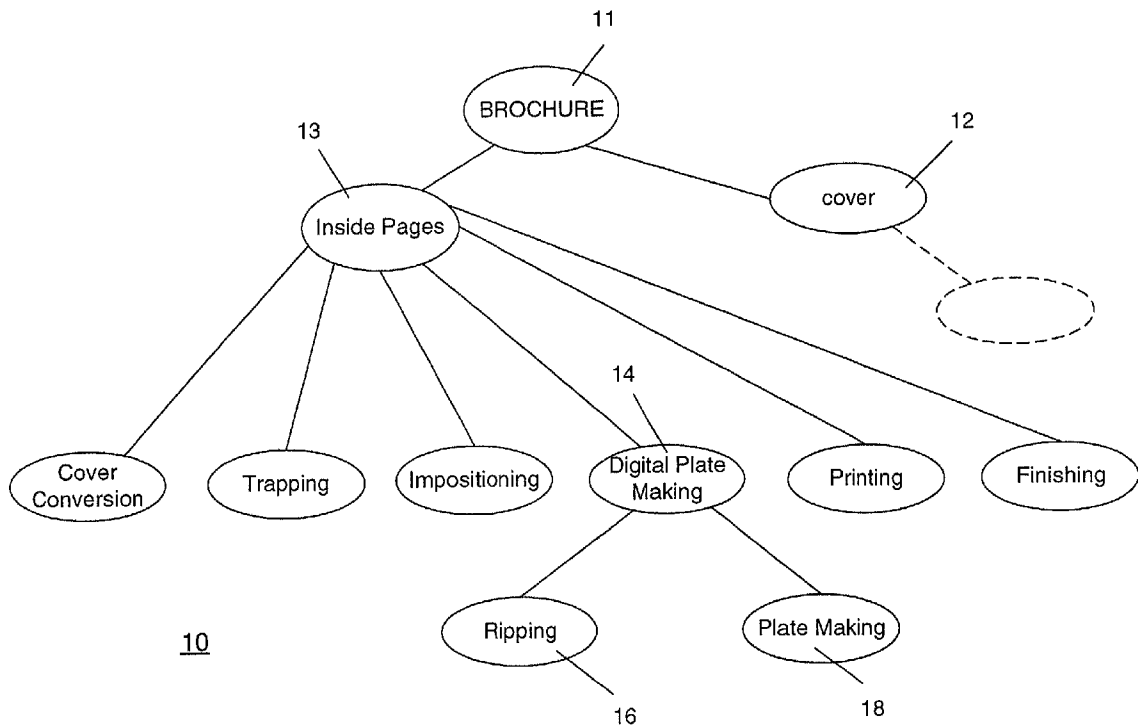 11
BROCHURE
13
12
cover
Inside Pages
14
Cover
Conversion
Trapping
Impositioning
Digital Plate
Making
Printing
Finishing
10
Ripping
Plate Making
16
18